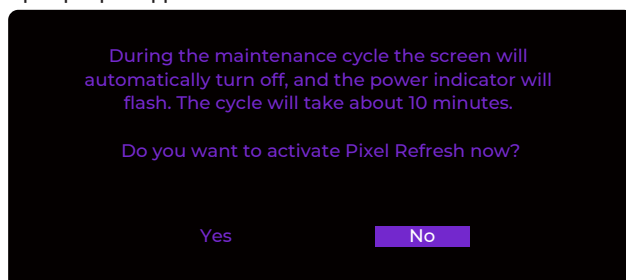 During the maintenance cycle the screen will
automatically turn off, and the power indicator will
flash. The cycle will take about 10 minutes.
Do you want to activate Pixel Refresh now?
Yes No